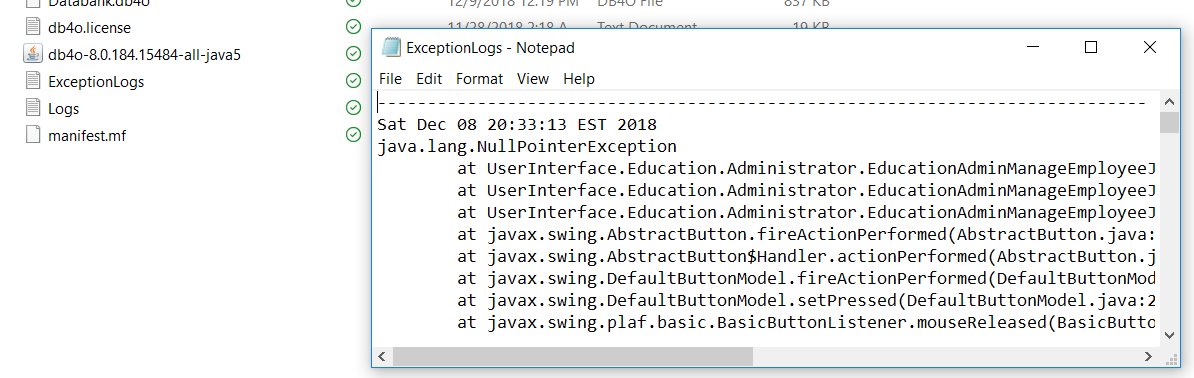 Databank.db4o 12/9/2018 12:19 PM DB4O File 837 KB
db4o.license 11/28/2018 2:18 A... Text Document 19 KB
db4o-8.0.184.15484-all-java5
ExceptionLogs
Logs
manifest.mf
ExceptionLogs - Notepad
File Edit Format View Help
--------------------------------------------------------------------------------
Sat Dec 08 20:33:13 EST 2018
java.lang.NullPointerException
at UserInterface.Education.Administrator.EducationAdminManageEmployeeJ
at UserInterface.Education.Administrator.EducationAdminManageEmployeeJ
at UserInterface.Education.Administrator.EducationAdminManageEmployeeJ
at javax.swing.AbstractButton.fireActionPerformed(AbstractButton.java:
at javax.swing.AbstractButton$Handler.actionPerformed(AbstractButton.j
at javax.swing.DefaultButtonModel.fireActionPerformed(DefaultButtonMod
at javax.swing.DefaultButtonModel.setPressed(DefaultButtonModel.java:2
at javax.swing.plaf.basic.BasicButtonListener.mouseReleased(BasicButto